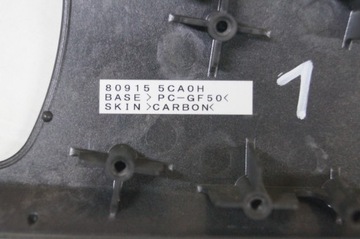 80915 5CA0H
BASE>PC-GF50<
SKIN>CARBON<
1